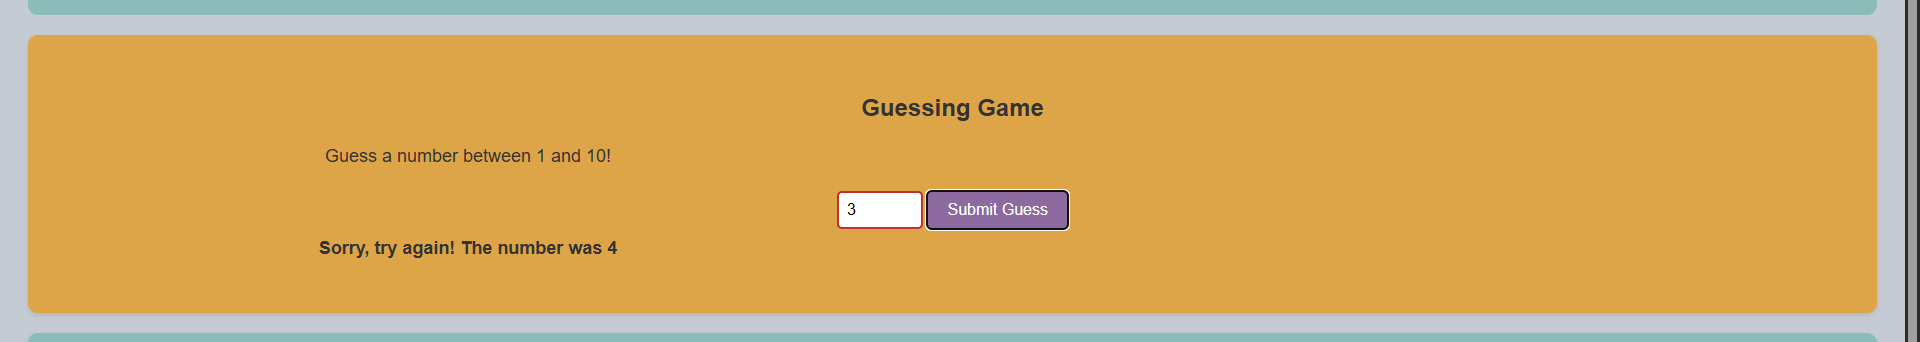 Guessing Game
Guess a number between 1 and 10!
3 Submit Guess
Sorry, try again! The number was 4